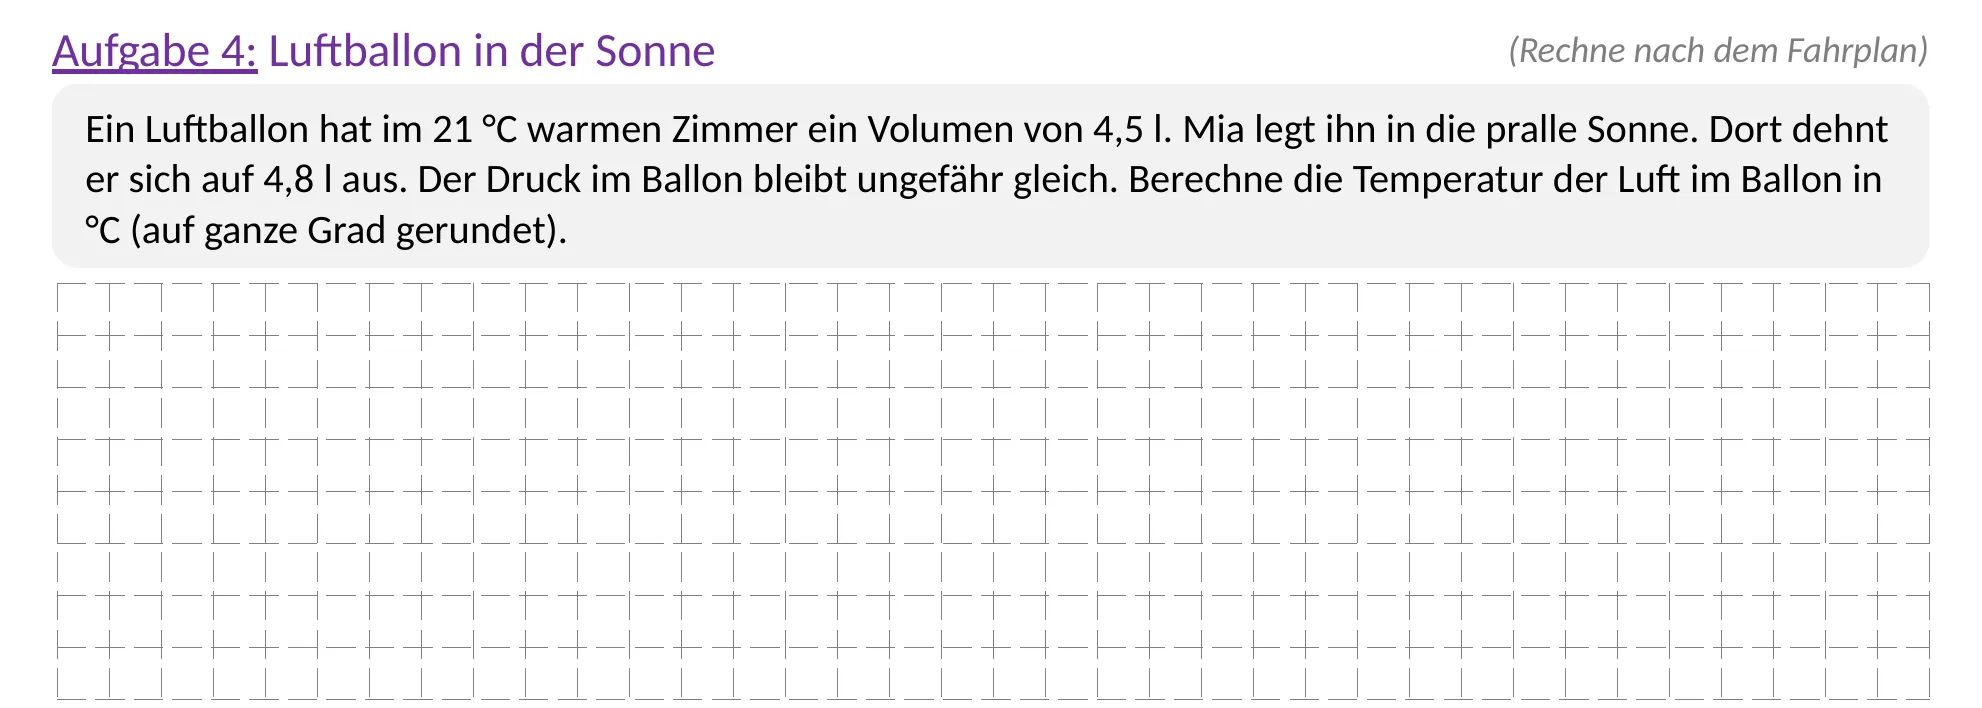 Aufgabe 4: Luftballon in der Sonne (Rechne nach dem Fahrplan)
Ein Luftballon hat im 21 °C warmen Zimmer ein Volumen von 4,5 l. Mia legt ihn in die pralle Sonne. Dort dehnt
er sich auf 4,8 l aus. Der Druck im Ballon bleibt ungefähr gleich. Berechne die Temperatur der Luft im Ballon in
°C (auf ganze Grad gerundet).